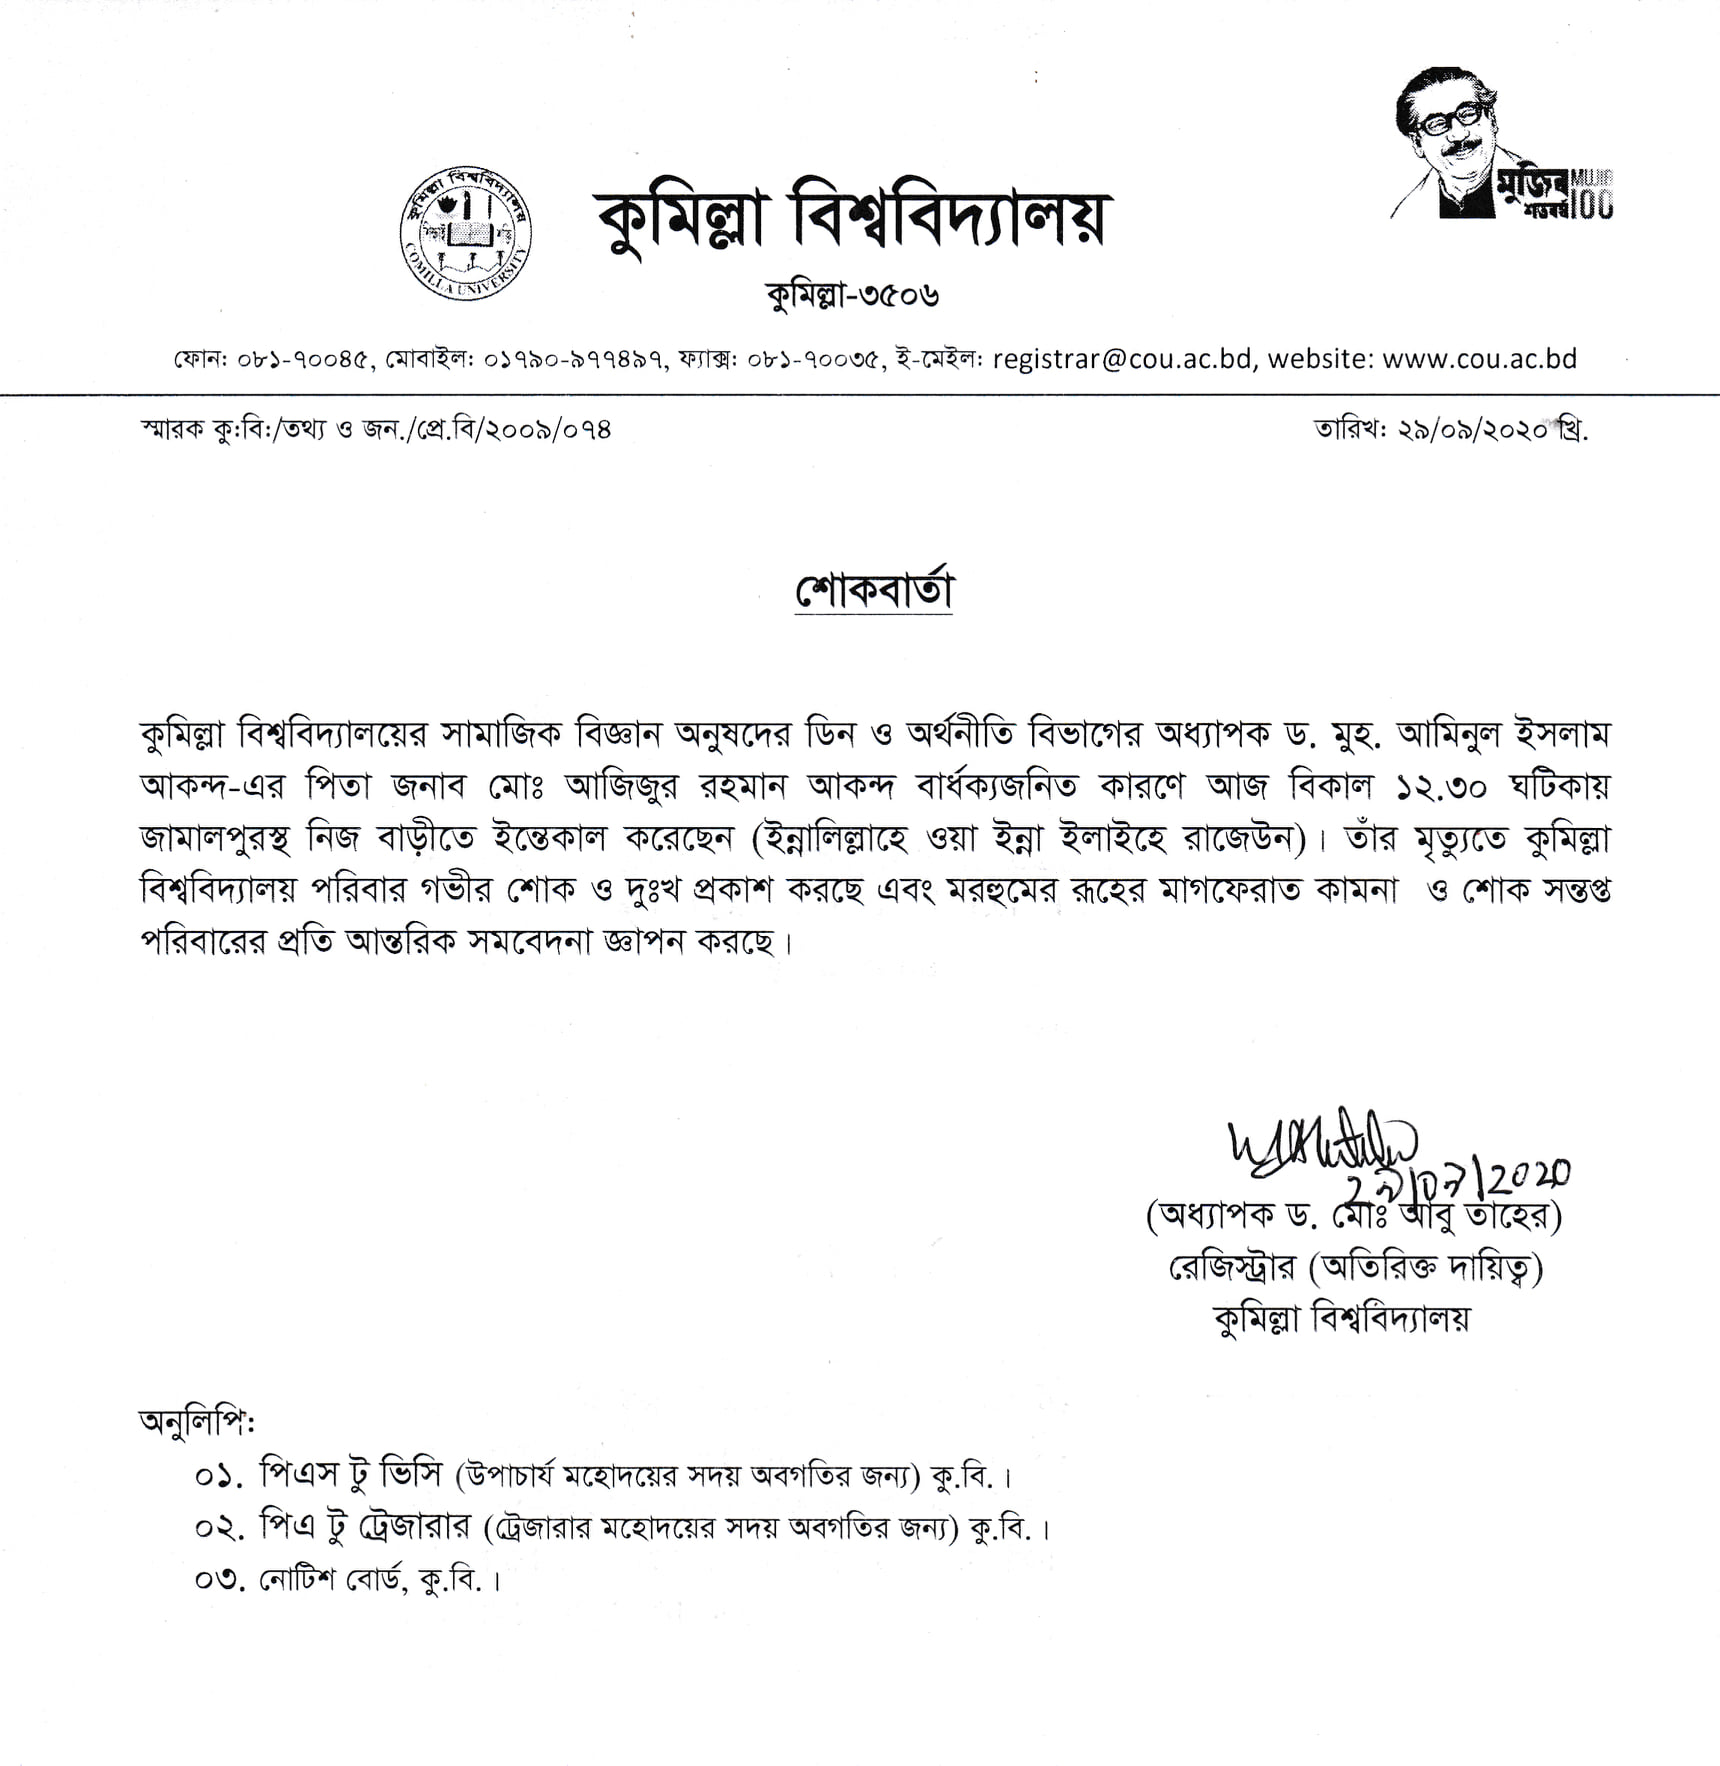 কুমিল্লা বিশ্ববিদ্যালয়
COMILLA UNIVERSITY
মুজিব MUJIB
শতবর্ষ 100
কুমিল্লা বিশ্ববিদ্যালয়
কুমিল্লা-৩৫০৬
ফোন: ০৮১-৭০০৪৫, মোবাইল: ০১৭৯০-৯৭৭৪৯৭, ফ্যাক্স: ০৮১-৭০০৩৫, ই-মেইল: registrar@cou.ac.bd, website: www.cou.ac.bd
স্মারক কু:বি:/তথ্য ও জন./প্রে.বি/২০০৯/০৭৪ তারিখ: ২৯/০৯/২০২০ খ্রি.
শোকবার্তা
কুমিল্লা বিশ্ববিদ্যালয়ের সামাজিক বিজ্ঞান অনুষদের ডিন ও অর্থনীতি বিভাগের অধ্যাপক ড. মুহ. আমিনুল ইসলাম
আকন্দ-এর পিতা জনাব মোঃ আজিজুর রহমান আকন্দ বার্ধক্যজনিত কারণে আজ বিকাল ১২.৩০ ঘটিকায়
জামালপুরস্থ নিজ বাড়ীতে ইন্তেকাল করেছেন (ইন্নালিল্লাহে ওয়া ইন্না ইলাইহে রাজেউন)। তাঁর মৃত্যুতে কুমিল্লা
বিশ্ববিদ্যালয় পরিবার গভীর শোক ও দুঃখ প্রকাশ করছে এবং মরহুমের রূহের মাগফেরাত কামনা ও শোক সন্তপ্ত
পরিবারের প্রতি আন্তরিক সমবেদনা জ্ঞাপন করছে।
(অধ্যাপক ড. মোঃ আবু তাহের)
রেজিস্ট্রার (অতিরিক্ত দায়িত্ব)
কুমিল্লা বিশ্ববিদ্যালয়
অনুলিপি:
০১. পিএস টু ভিসি (উপাচার্য মহোদয়ের সদয় অবগতির জন্য) কু.বি.।
০২. পিএ টু ট্রেজারার (ট্রেজারার মহোদয়ের সদয় অবগতির জন্য) কু.বি.।
০৩. নোটিশ বোর্ড, কু.বি.।